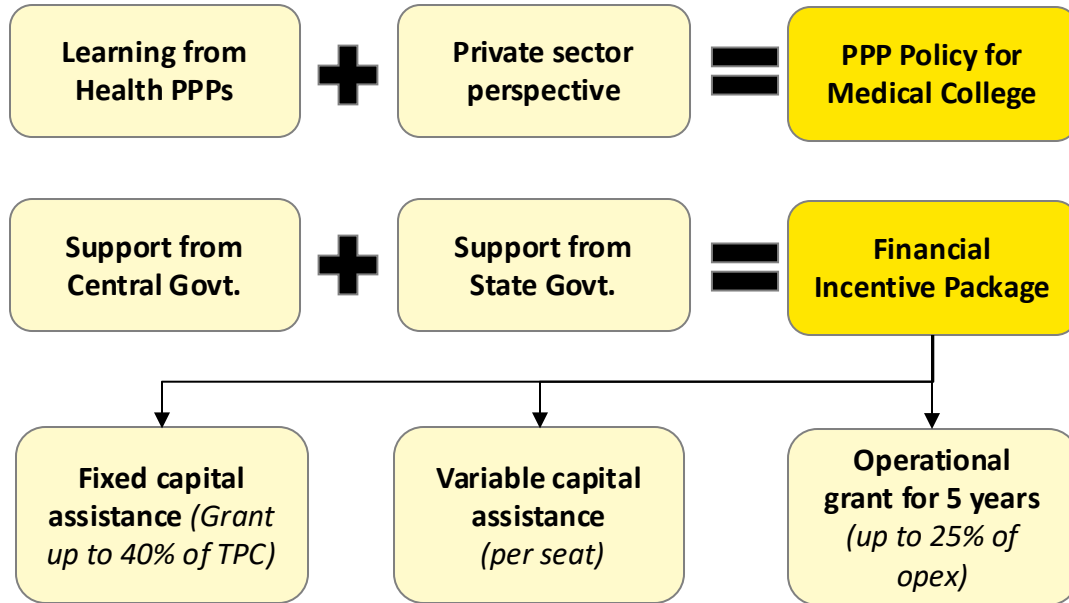 Learning from
Health PPPs
Private sector
perspective
PPP Policy for
Medical College
Support from
Central Govt.
Support from
State Govt.
Financial
Incentive Package
Fixed capital
assistance (Grant
up to 40% of TPC)
Variable capital
assistance
(per seat)
Operational
grant for 5 years
(up to 25% of
opex)